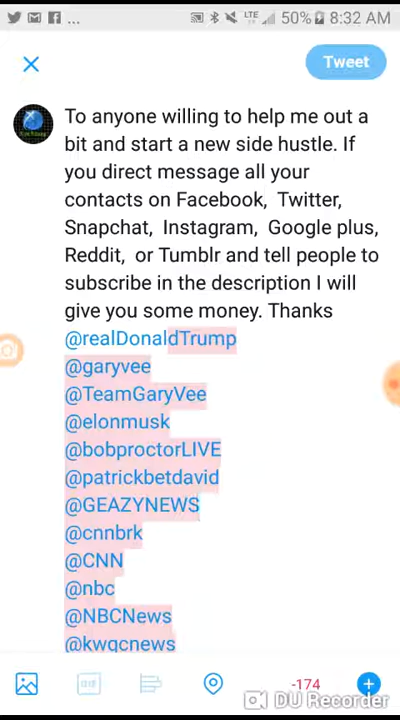 ... LTE 50% 8:32 AM
Tweet
To anyone willing to help me out a
bit and start a new side hustle. If
you direct message all your
contacts on Facebook, Twitter,
Snapchat, Instagram, Google plus,
Reddit, or Tumblr and tell people to
subscribe in the description I will
give you some money. Thanks
@realDonaldTrump
@garyvee
@TeamGaryVee
@elonmusk
@bobproctorLIVE
@patrickbetdavid
@GEAZYNEWS
@cnnbrk
@CNN
@nbc
@NBCNews
@kwqcnews
GIF
-174
DU Recorder